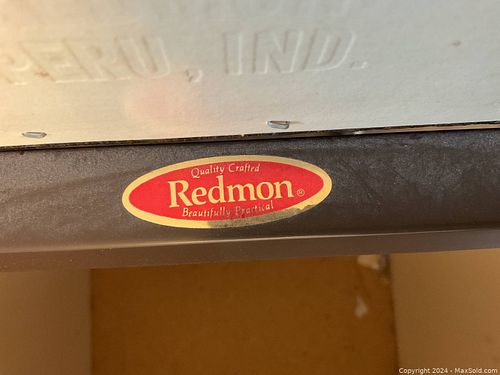 PERU, IND.
Quality Crafted
Redmon®
Beautifully Practical
Copyright 2024 - MaxSold.com